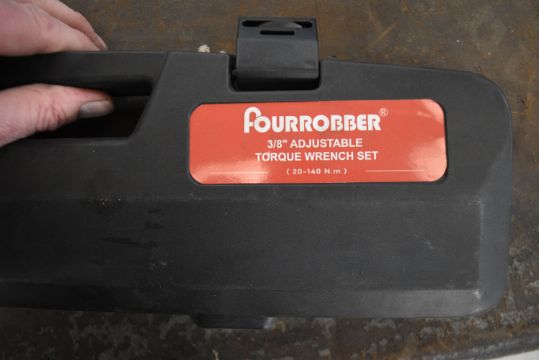 FOURROBBER®
3/8" ADJUSTABLE
TORQUE WRENCH SET
( 20-140 N.m )